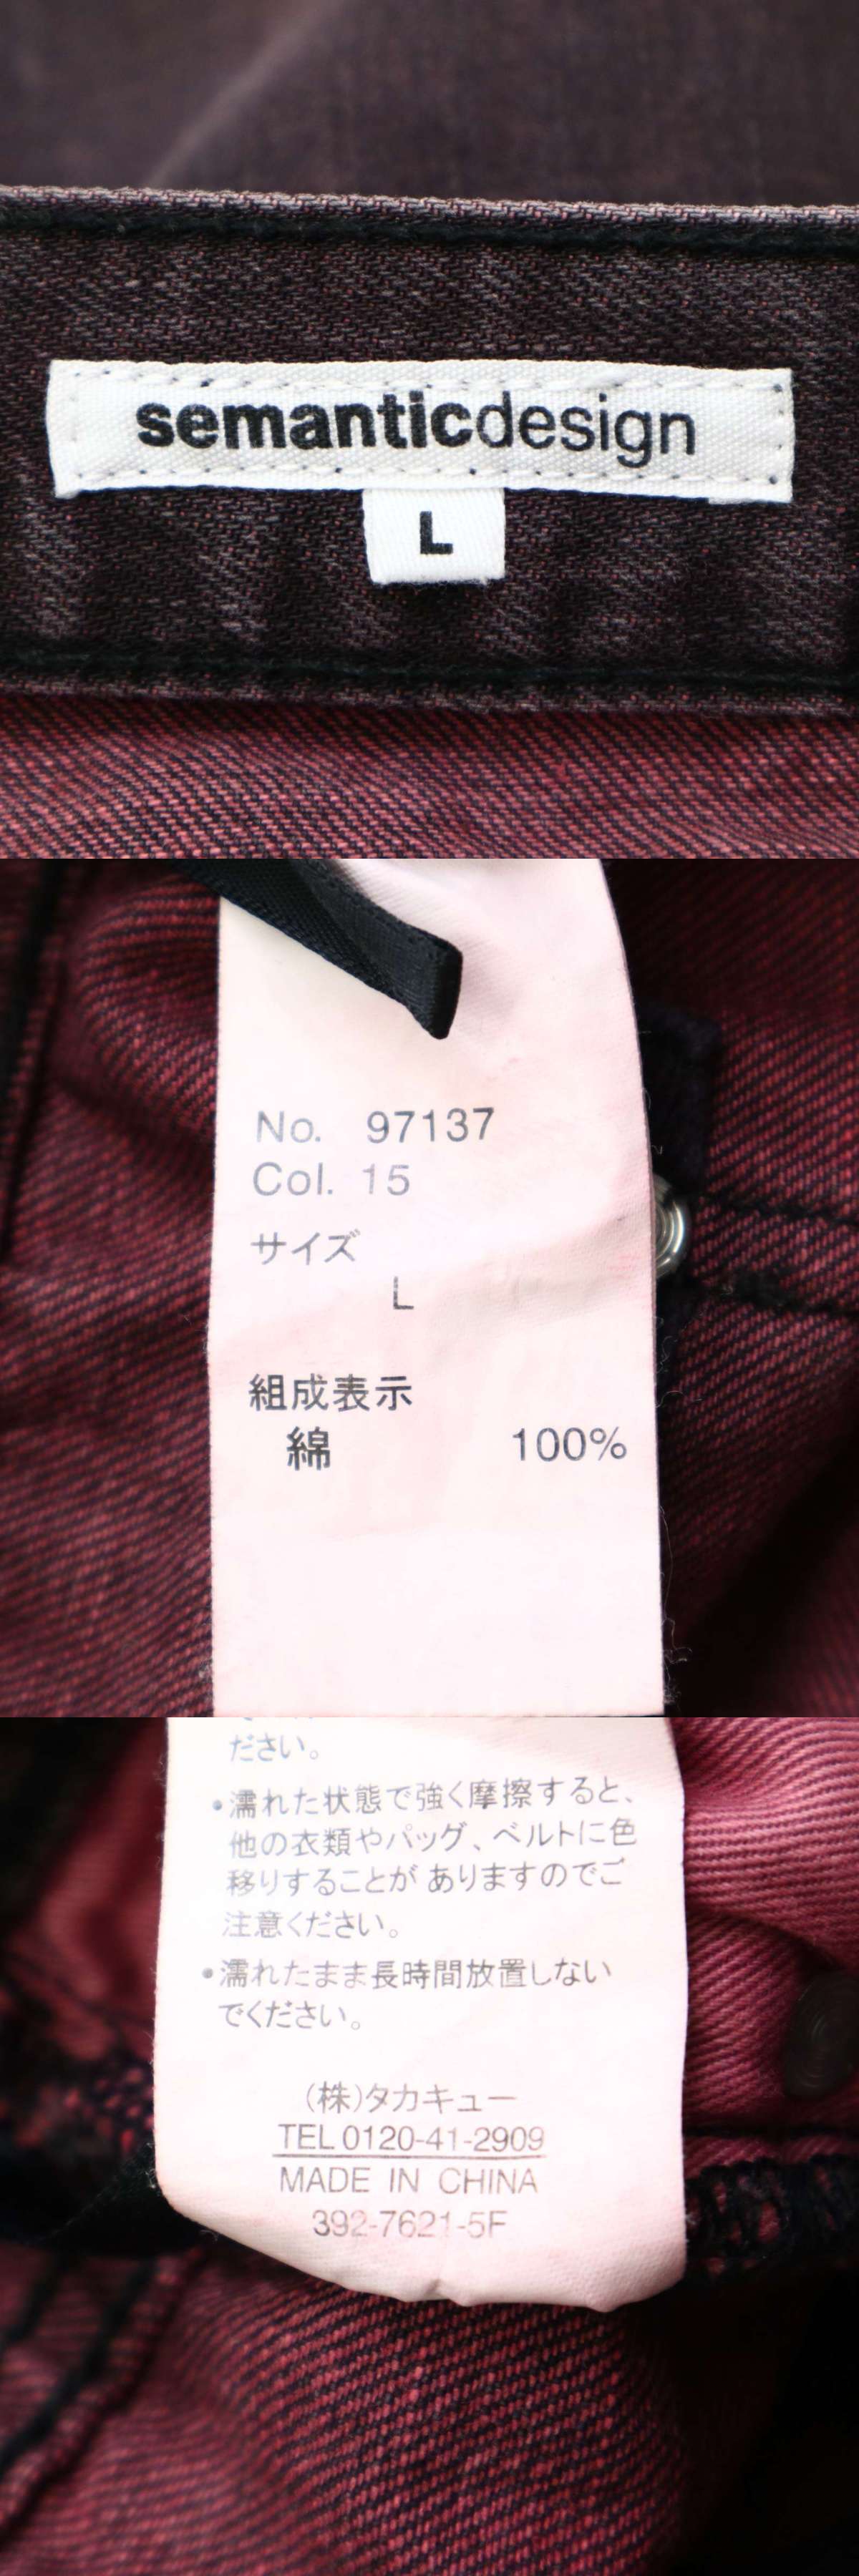 semanticdesign
L
No. 97137
Col. 15
サイズ
L
組成表示
綿 100%
ださい。
•濡れた状態で強く摩擦すると、
他の衣類やバッグ、ベルトに色
移りすることが ありますのでご
注意ください。
•濡れたまま長時間放置しない
でください。
(株)タカキュー
TEL 0120-41-2909
MADE IN CHINA
392-7621-5F